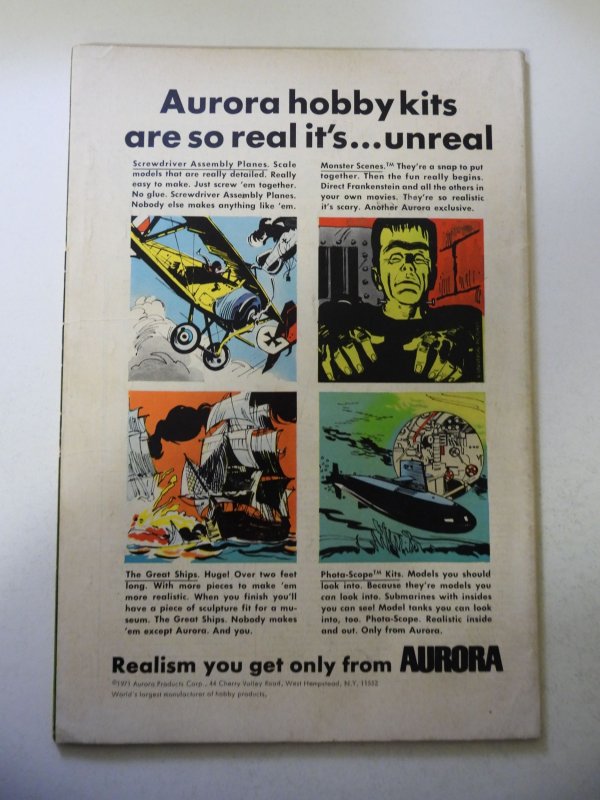 Aurora hobby kits
are so real it's...unreal
Screwdriver Assembly Planes. Scale
models that are really detailed. Really
easy to make. Just screw 'em together.
No glue. Screwdriver Assembly Planes.
Nobody else makes anything like 'em.
Monster Scenes.™ They're a snap to put
together. Then the fun really begins.
Direct Frankenstein and all the others in
your own movies. They're so realistic
it's scary. Another Aurora exclusive.
The Great Ships. Huge! Over two feet
long. With more pieces to make 'em
more realistic. When you finish you'll
have a piece of sculpture fit for a mu-
seum. The Great Ships. Nobody makes
'em except Aurora. And you.
Phota-Scope™ Kits. Models you should
look into. Because they're models you
can look into. Submarines with insides
you can see! Model tanks you can look
into, too. Phota-Scope. Realistic inside
and out. Only from Aurora.
Realism you get only from AURORA
©1971 Aurora Products Corp., 44 Cherry Valley Road, West Hempstead, N.Y. 11552
World's largest manufacturer of hobby products.